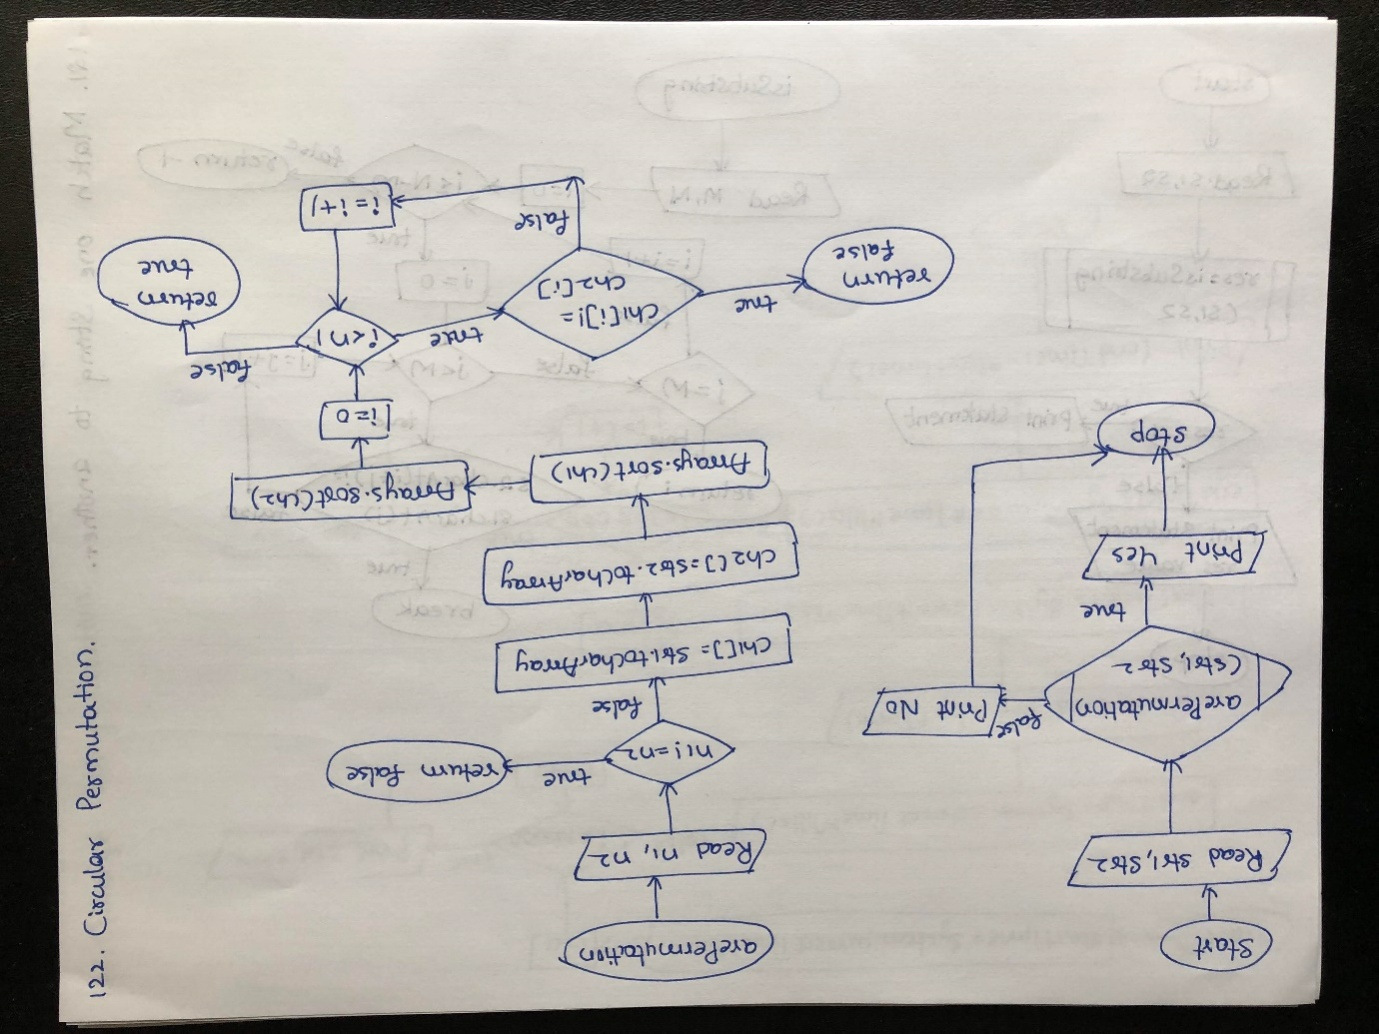 122. Circular Permutation.
Start
Read str1, str2
arePermutation
(str1, str2
false
Print No
true
Print Yes
Stop
arePermutation
Read n1, n2
n1!=n2
true
return false
false
ch1[]= str1.toCharArray
ch2[]=str2.toCharArray
Arrays.sort(ch1)
Arrays.sort(ch2)
i=0
i<n1
false
return
true
true
ch1[i]!=
ch2[i]
true
return
false
false
i=i+1